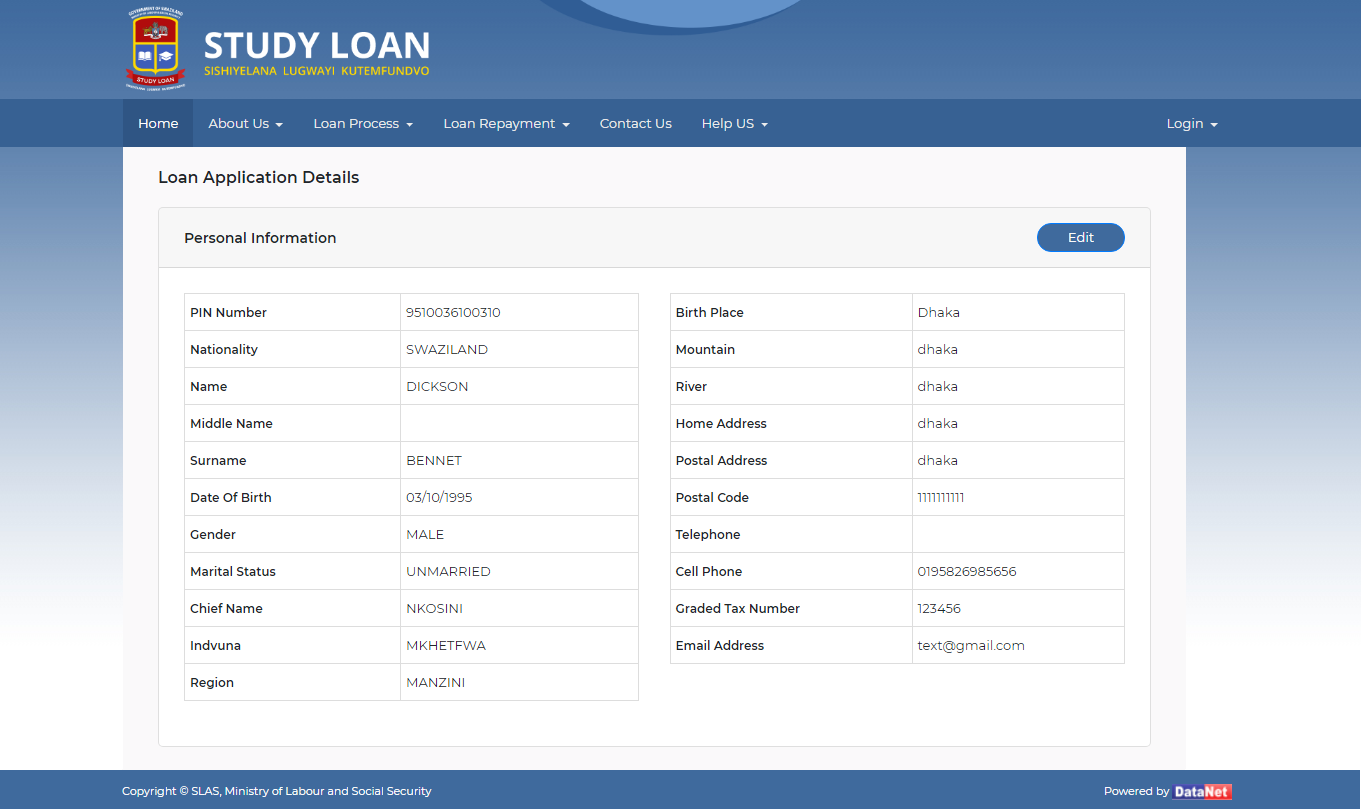 GOVERNMENT OF SWAZILAND
STUDY LOAN
STUDY LOAN
SISHIYELANA LUGWAYI KUTEMFUNDVO
Home About Us Loan Process Loan Repayment Contact Us Help US Login
Loan Application Details
Personal Information Edit
PIN Number 9510036100310
Nationality SWAZILAND
Name DICKSON
Middle Name
Surname BENNET
Date Of Birth 03/10/1995
Gender MALE
Marital Status UNMARRIED
Chief Name NKOSINI
Indvuna MKHETFWA
Region MANZINI
Birth Place Dhaka
Mountain dhaka
River dhaka
Home Address dhaka
Postal Address dhaka
Postal Code 1111111111
Telephone
Cell Phone 0195826985656
Graded Tax Number 123456
Email Address text@gmail.com
Copyright © SLAS, Ministry of Labour and Social Security Powered by DataNet